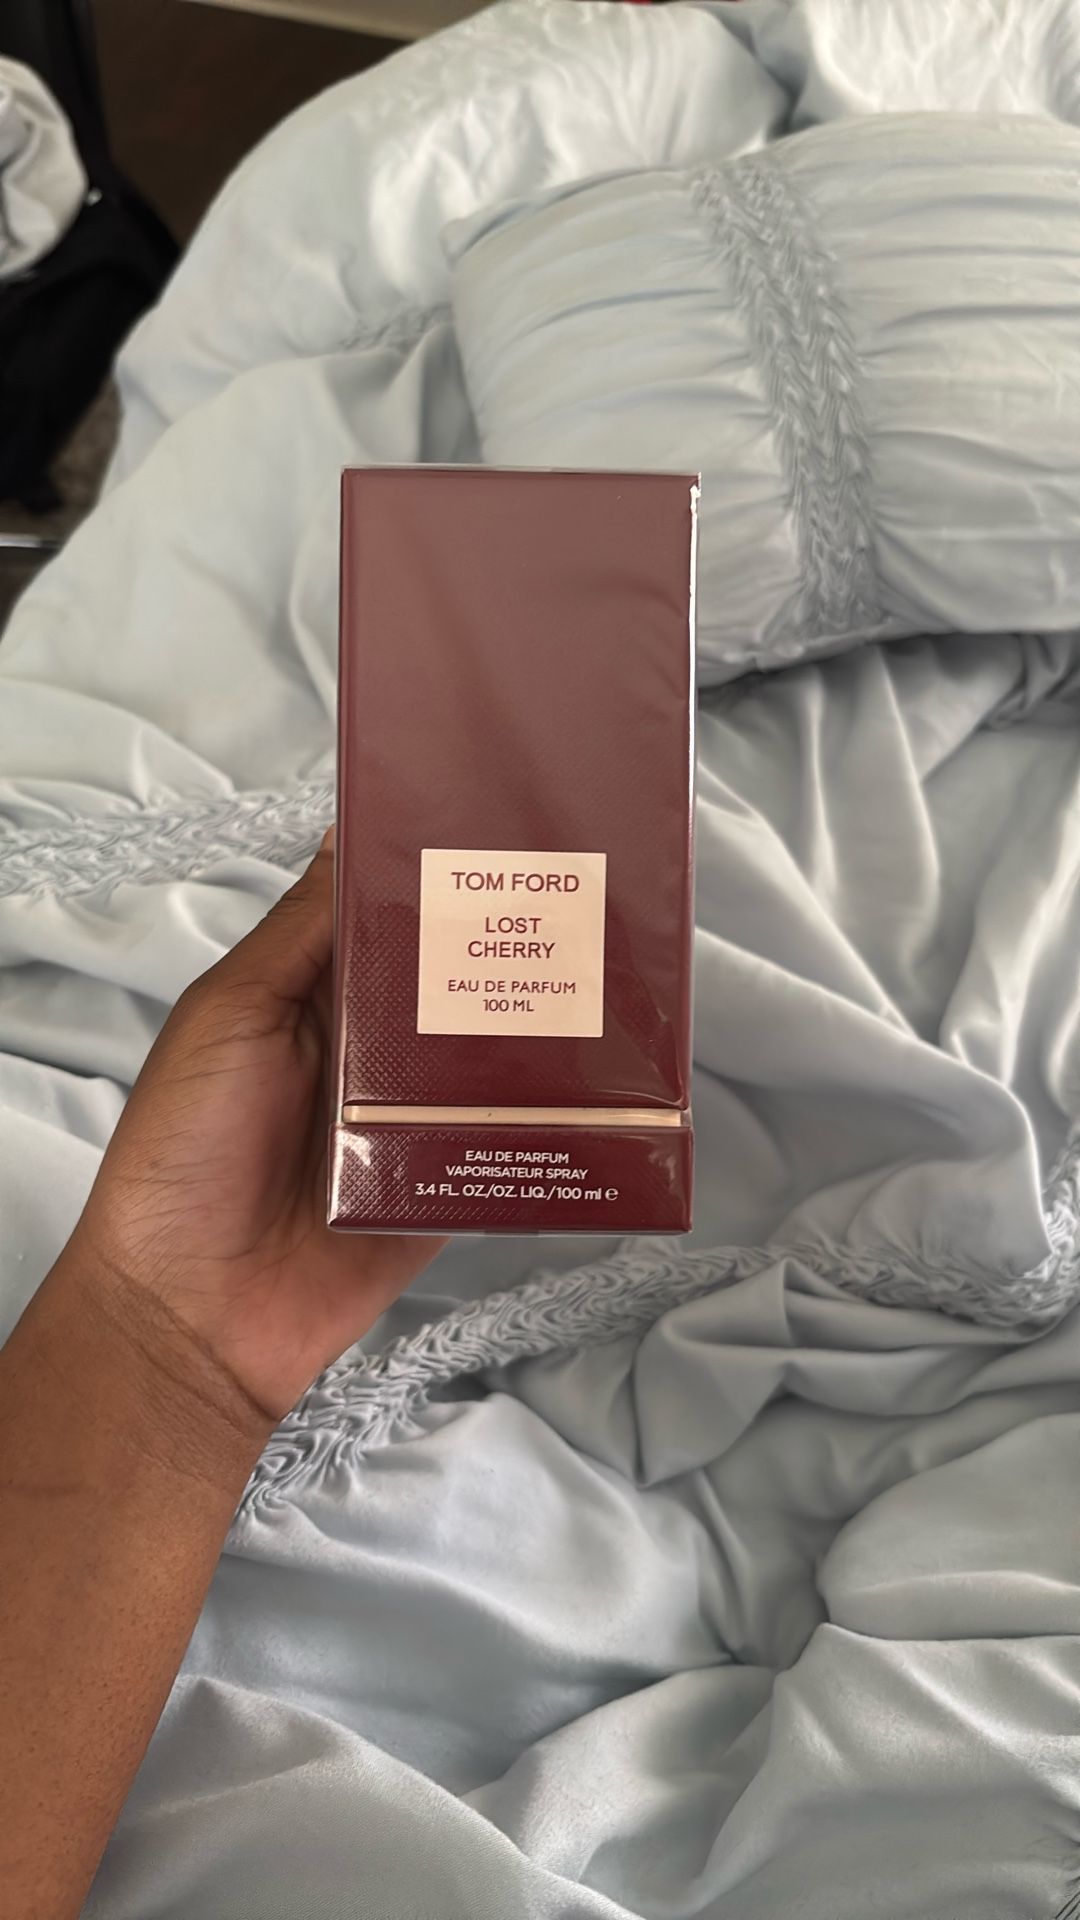 TOM FORD
LOST
CHERRY
EAU DE PARFUM
100 ML
EAU DE PARFUM
VAPORISATEUR SPRAY
3.4 FL. OZ./OZ. LIQ./100 ml ℮